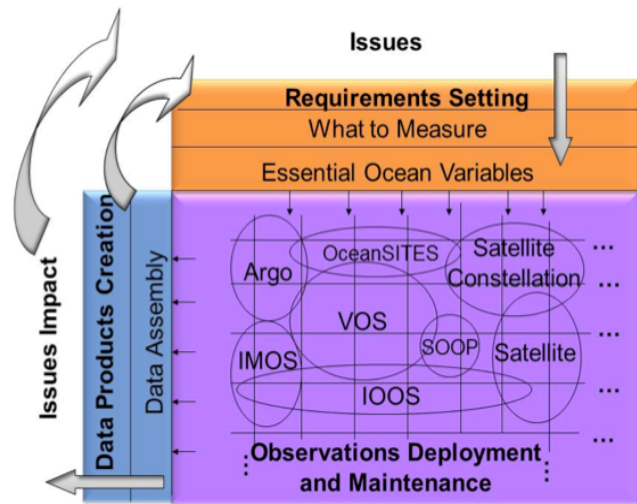 Issues
Requirements Setting
What to Measure
Essential Ocean Variables
Issues Impact
Data Products Creation
Data Assembly
Argo
OceanSITES
Satellite
Constellation
...
...
VOS
SOOP
Satellite
...
IMOS
IOOS
...
...
Observations Deployment
and Maintenance